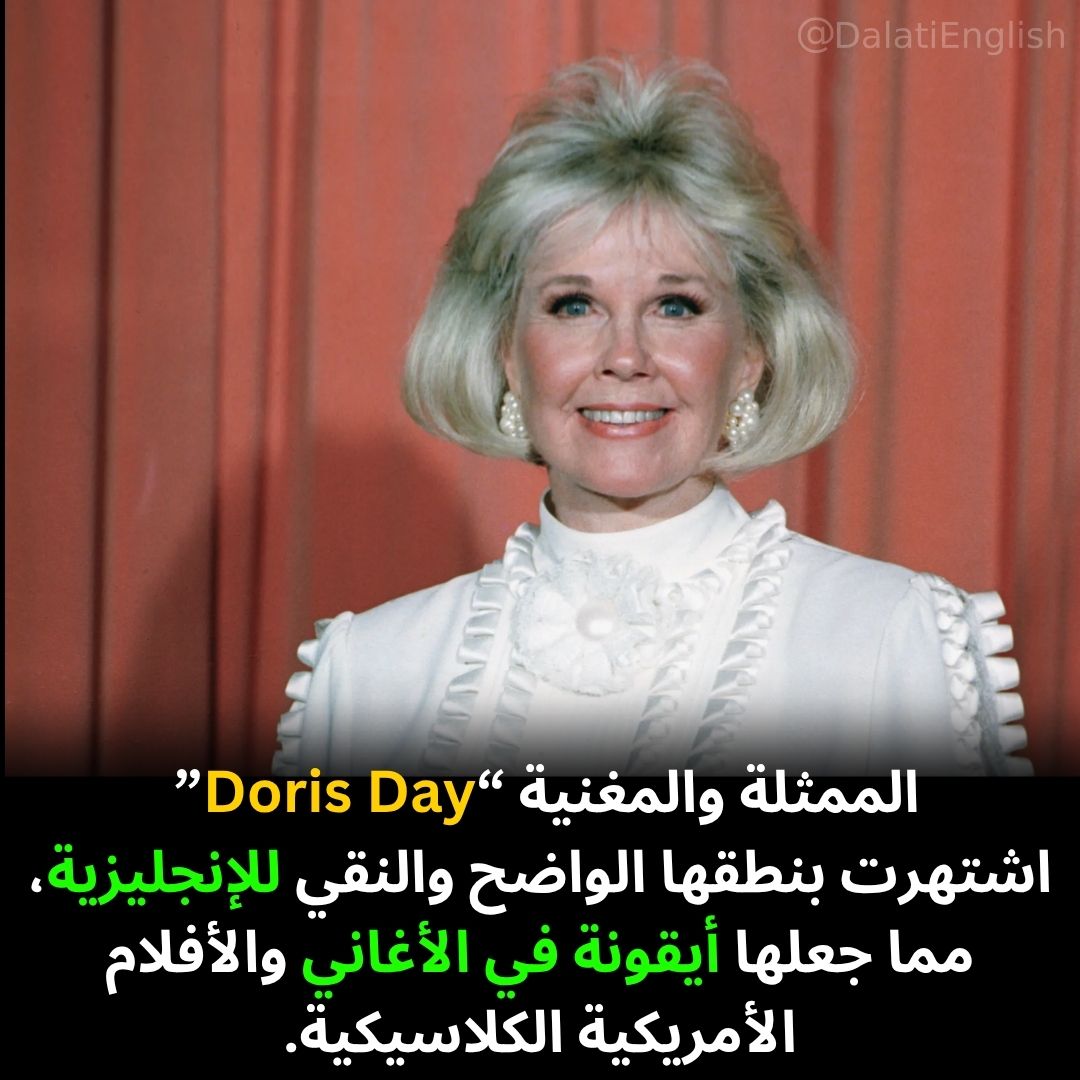 @DalatiEnglish
الممثلة والمغنية “Doris Day”
اشتهرت بنطقها الواضح والنقي للإنجليزية،
مما جعلها أيقونة في الأغاني والأفلام
الأمريكية الكلاسيكية.